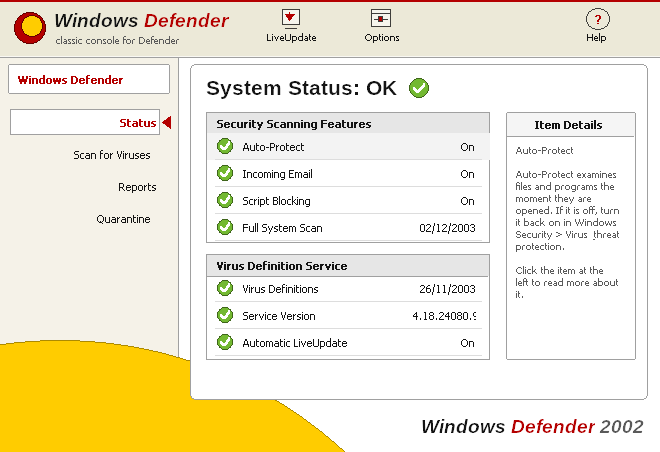 Windows Defender
classic console for Defender
LiveUpdate
Options
Help
Windows Defender
Status
Scan for Viruses
Reports
Quarantine
System Status: OK
Security Scanning Features
Auto-Protect On
Incoming Email On
Script Blocking On
Full System Scan 02/12/2003
Virus Definition Service
Virus Definitions 26/11/2003
Service Version 4.18.24080.9
Automatic LiveUpdate On
Item Details
Auto-Protect
Auto-Protect examines
files and programs the
moment they are
opened. If it is off, turn
it back on in Windows
Security > Virus threat
protection.
Click the item at the
left to read more about
it.
Windows Defender 2002